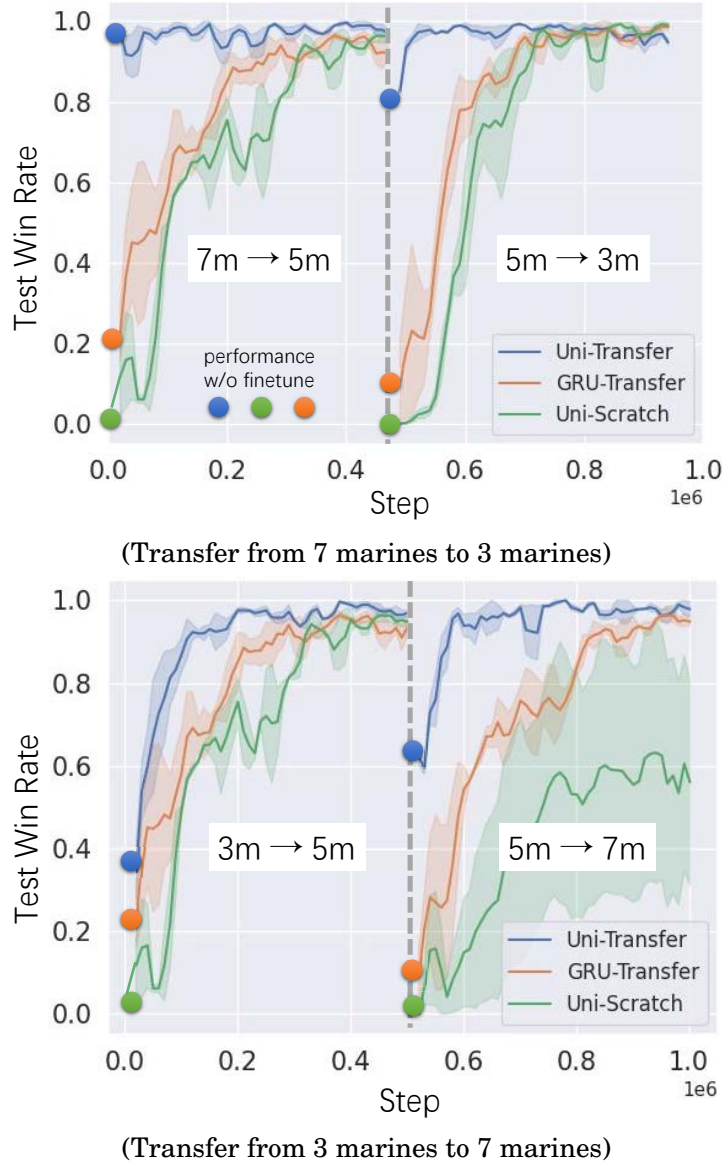 Test Win Rate
1.0
0.8
0.6
0.4
0.2
0.0
7m → 5m
5m → 3m
performance
w/o finetune
Uni-Transfer
GRU-Transfer
Uni-Scratch
0.0 0.2 0.4 0.6 0.8 1.0
1e6
Step
(Transfer from 7 marines to 3 marines)
Test Win Rate
1.0
0.8
0.6
0.4
0.2
0.0
3m → 5m
5m → 7m
Uni-Transfer
GRU-Transfer
Uni-Scratch
0.0 0.2 0.4 0.6 0.8 1.0
1e6
Step
(Transfer from 3 marines to 7 marines)